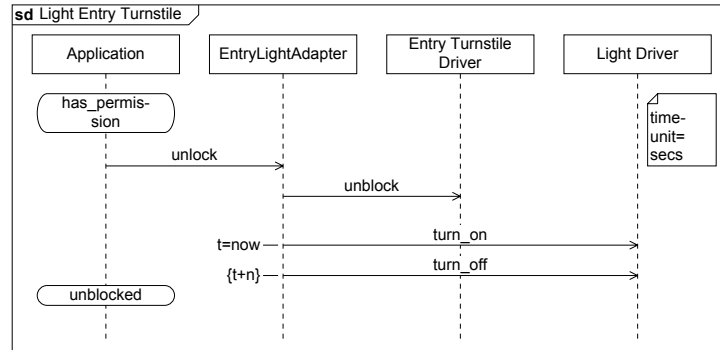 sd Light Entry Turnstile
Application
EntryLightAdapter
Entry Turnstile
Driver
Light Driver
has_permis-
sion
time-
unit=
secs
unlock
unblock
t=now
turn_on
{t+n}
turn_off
unblocked